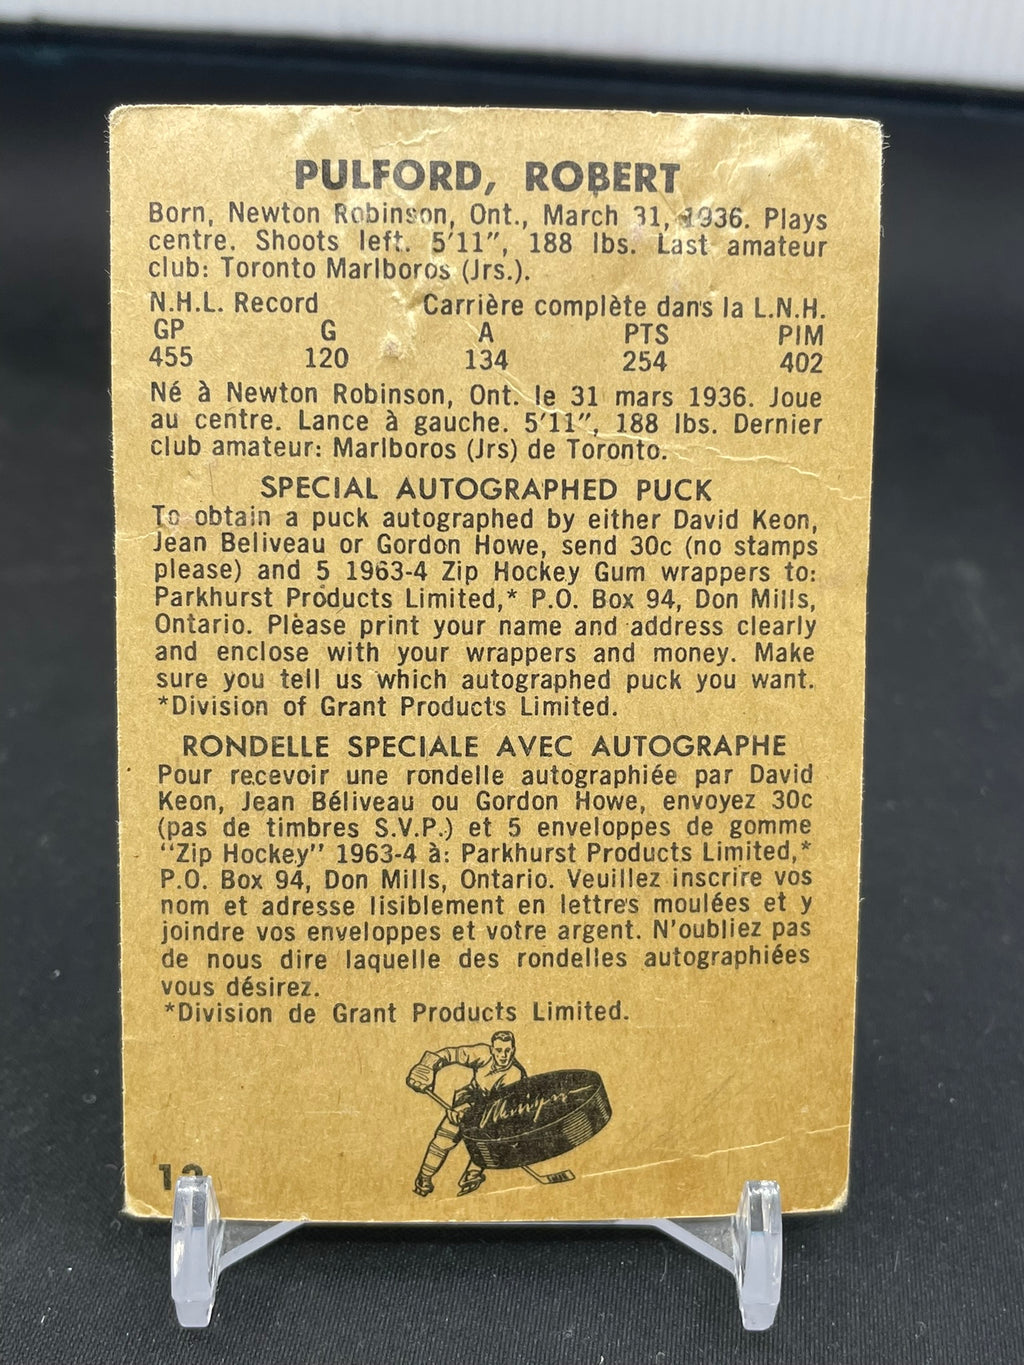 PULFORD, ROBERT
Born, Newton Robinson, Ont., March 31, 1936. Plays
centre. Shoots left. 5'11", 188 lbs. Last amateur
club: Toronto Marlboros (Jrs.).
N.H.L. Record Carrière complète dans la L.N.H.
GP G A PTS PIM
455 120 134 254 402
Né à Newton Robinson, Ont. le 31 mars 1936. Joue
au centre. Lance à gauche. 5'11", 188 lbs. Dernier
club amateur: Marlboros (Jrs) de Toronto.
SPECIAL AUTOGRAPHED PUCK
To obtain a puck autographed by either David Keon,
Jean Beliveau or Gordon Howe, send 30c (no stamps
please) and 5 1963-4 Zip Hockey Gum wrappers to:
Parkhurst Products Limited,* P.O. Box 94, Don Mills,
Ontario. Please print your name and address clearly
and enclose with your wrappers and money. Make
sure you tell us which autographed puck you want.
*Division of Grant Products Limited.
RONDELLE SPECIALE AVEC AUTOGRAPHE
Pour recevoir une rondelle autographiée par David
Keon, Jean Béliveau ou Gordon Howe, envoyez 30c
(pas de timbres S.V.P.) et 5 enveloppes de gomme
"Zip Hockey" 1963-4 à: Parkhurst Products Limited,*
P.O. Box 94, Don Mills, Ontario. Veuillez inscrire vos
nom et adresse lisiblement en lettres moulées et y
joindre vos enveloppes et votre argent. N'oubliez pas
de nous dire laquelle des rondelles autographiées
vous désirez.
*Division de Grant Products Limited.